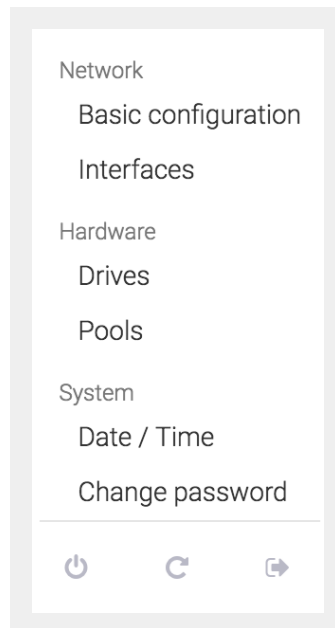 Network
Basic configuration
Interfaces
Hardware
Drives
Pools
System
Date / Time
Change password